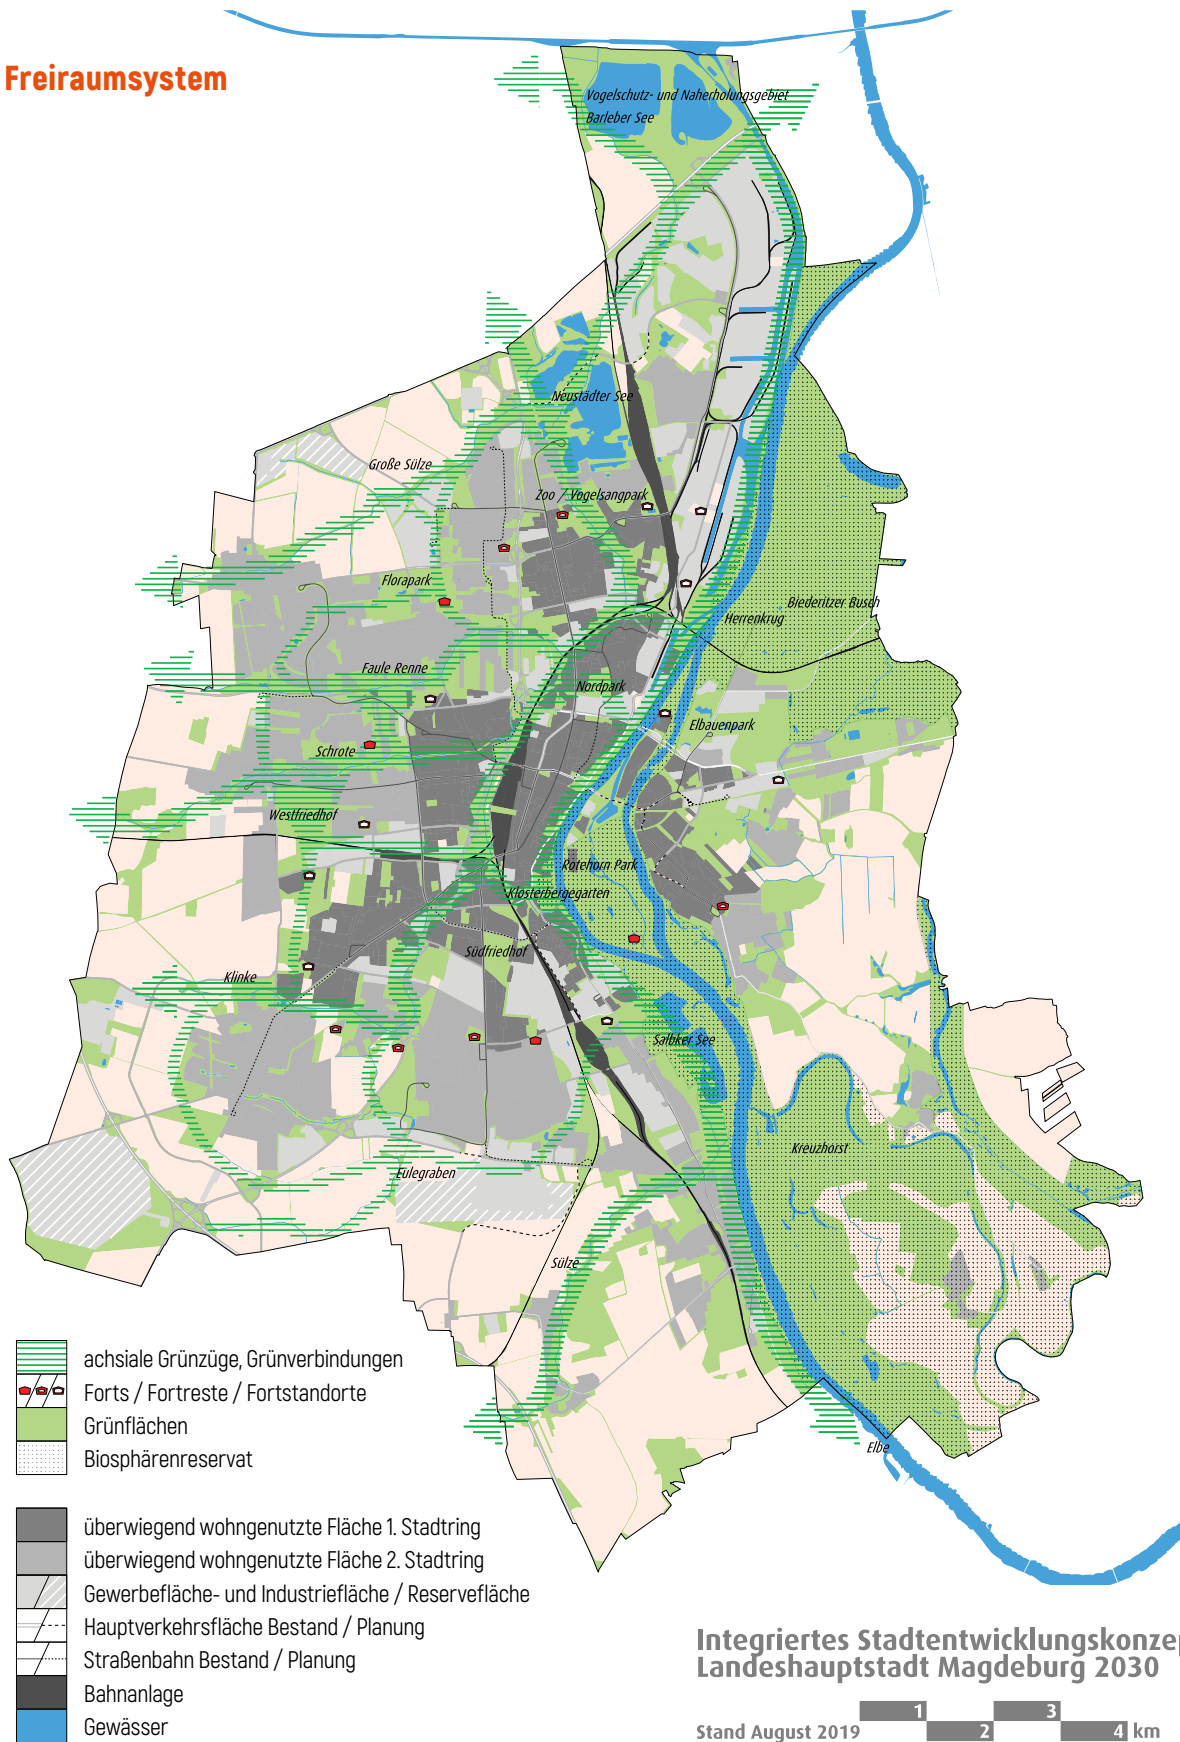 Freiraumsystem
Vogelschutz- und Naherholungsgebiet
Barleber See
Neustädter See
Große Sülze
Zoo / Vogelsangpark
Florapark
Biederitzer Busch
Herrenkrug
Faule Renne
Nordpark
Elbauenpark
Schrote
Westfriedhof
Rotehorn Park
Klosterbergegarten
Südfriedhof
Klinke
Salbker See
Kreuzhorst
Eulegraben
Sülze
Elbe
achsiale Grünzüge, Grünverbindungen
Forts / Fortreste / Fortstandorte
Grünflächen
Biosphärenreservat
überwiegend wohngenutzte Fläche 1. Stadtring
überwiegend wohngenutzte Fläche 2. Stadtring
Gewerbefläche- und Industriefläche / Reservefläche
Hauptverkehrsfläche Bestand / Planung
Straßenbahn Bestand / Planung
Bahnanlage
Gewässer
Integriertes Stadtentwicklungskonzep
Landeshauptstadt Magdeburg 2030
Stand August 2019 1 2 3 4 km